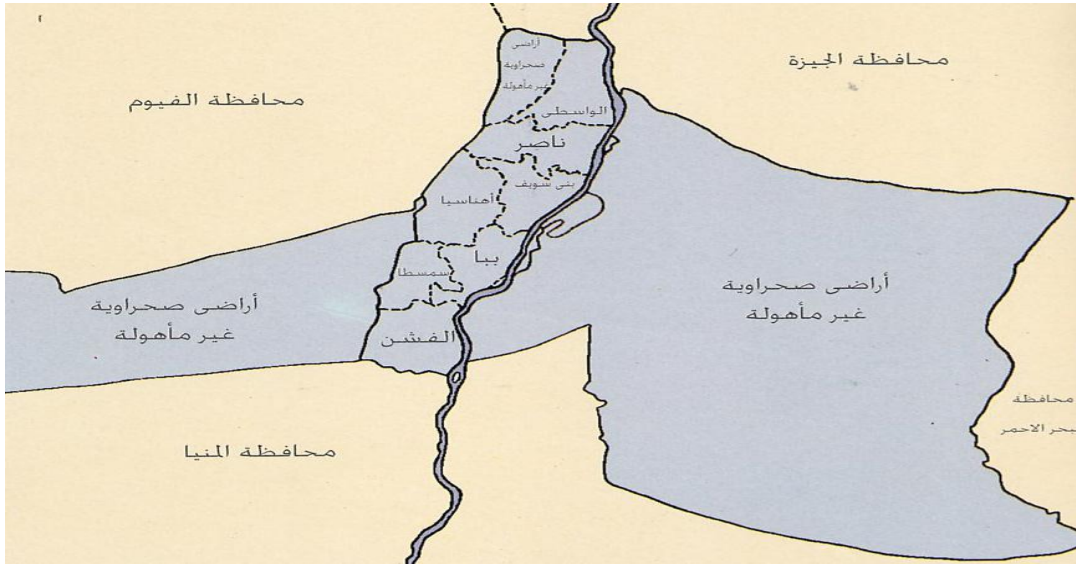 محافظة الجيزة
محافظة الفيوم
أراضى
صحراوية
غير مأهولة
الواسطى
ناصر
بنى سويف
أهناسيا
ببا
سمسطا
الفشن
أراضى صحراوية
غير مأهولة
أراضى صحراوية
غير مأهولة
محافظة
البحر الاحمر
محافظة المنيا